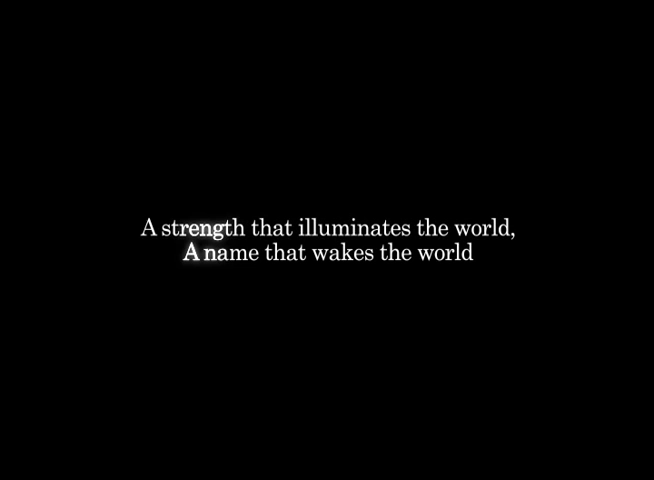 A strength that illuminates the world,
A name that wakes the world